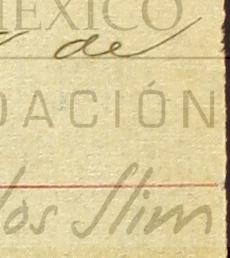 MEXICO
de
DACIÓN
los Slim